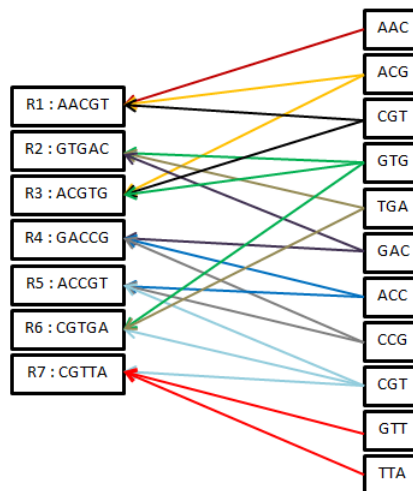 R1 : AACGT
R2 : GTGAC
R3 : ACGTG
R4 : GACCG
R5 : ACCGT
R6 : CGTGA
R7 : CGTTA
AAC
ACG
CGT
GTG
TGA
GAC
ACC
CCG
CGT
GTT
TTA